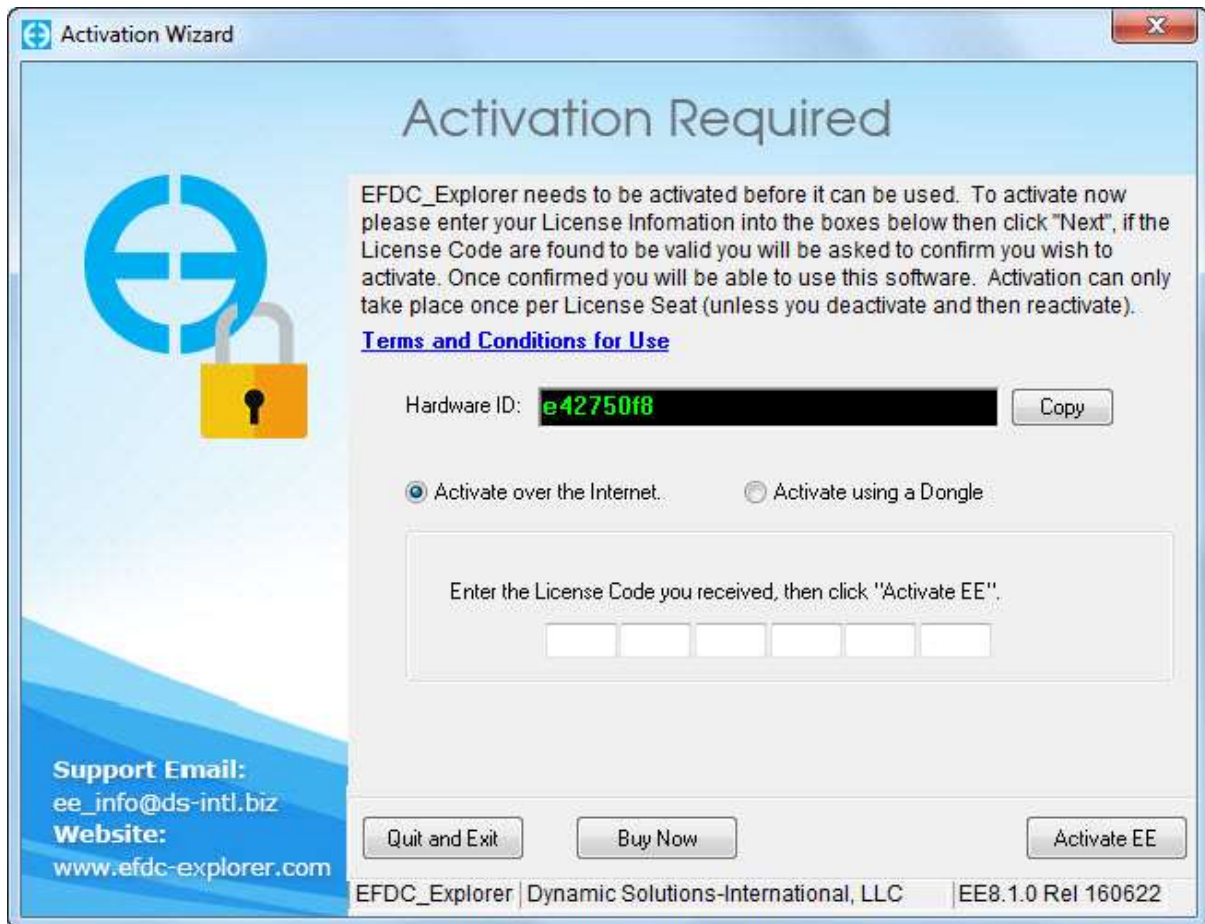 Activation Wizard
Activation Required
EFDC_Explorer needs to be activated before it can be used. To activate now
please enter your License Infomation into the boxes below then click "Next", if the
License Code are found to be valid you will be asked to confirm you wish to
activate. Once confirmed you will be able to use this software. Activation can only
take place once per License Seat (unless you deactivate and then reactivate).
Terms and Conditions for Use
Hardware ID: e42750f8 Copy
Activate over the Internet. Activate using a Dongle
Enter the License Code you received, then click "Activate EE".
Support Email:
ee_info@ds-intl.biz
Website:
www.efdc-explorer.com
Quit and Exit Buy Now Activate EE
EFDC_Explorer Dynamic Solutions-International, LLC EE8.1.0 Rel 160622